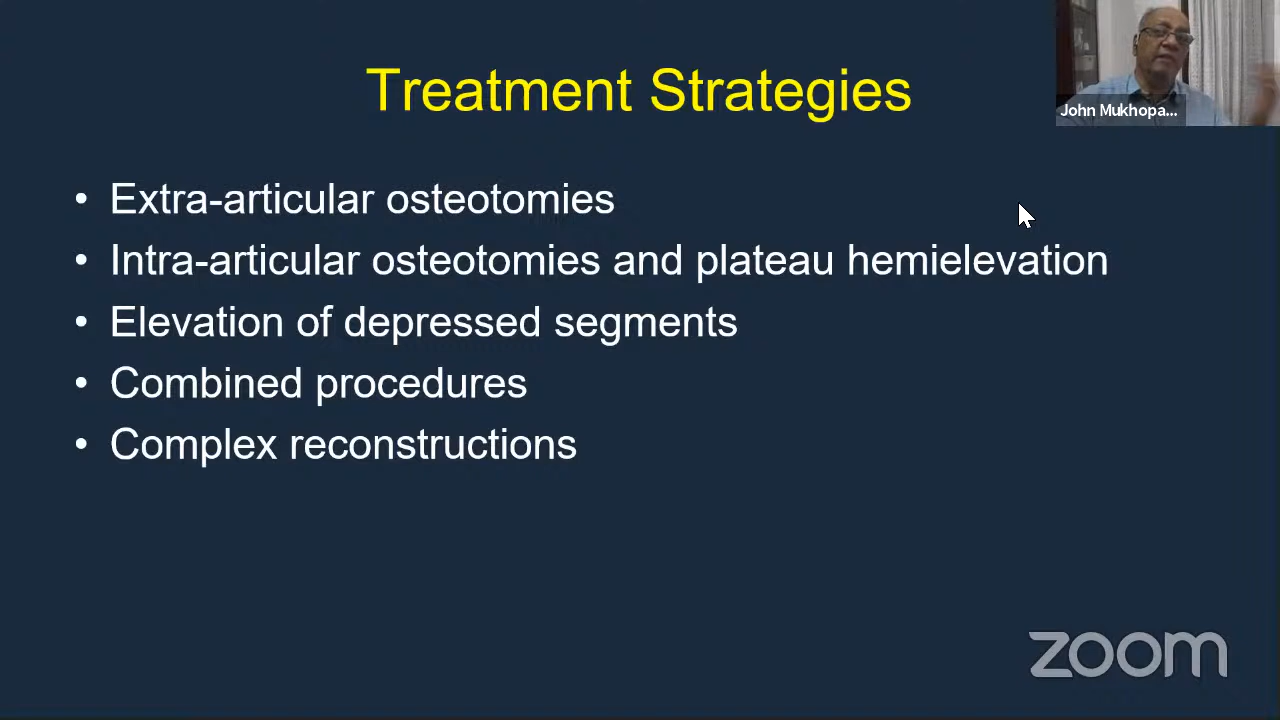 Treatment Strategies
John Mukhopa...
• Extra-articular osteotomies
• Intra-articular osteotomies and plateau hemielevation
• Elevation of depressed segments
• Combined procedures
• Complex reconstructions
zoom